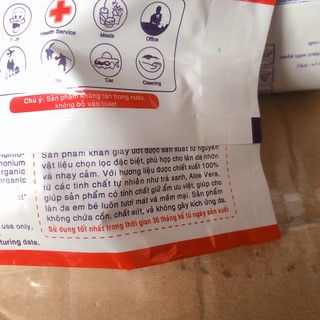 Health Service
Meals
Office
Car
Cleaning
Chú ý: Sản phẩm không tan trong nước,
không bỏ vào toilet
Sản phẩm khăn giấy ướt được sản xuất từ nguyên
vật liệu chọn lọc đặc biệt, phù hợp cho làn da nhờn
và nhạy cảm. Với hương liệu được chiết xuất 100%
từ các tinh chất tự nhiên như trà xanh, Aloe Vera,
giúp sản phẩm có tính chất giữ ẩm ưu việt, giúp cho
làn da em bé luôn tươi mát và mềm mại. Sản phẩm
không chứa cồn, chất sút, và không gây kích ứng da.
Sử dụng tốt nhất trong thời gian 30 tháng kể từ ngày sản xuất
monium
organic
organic
use only,
turing date.